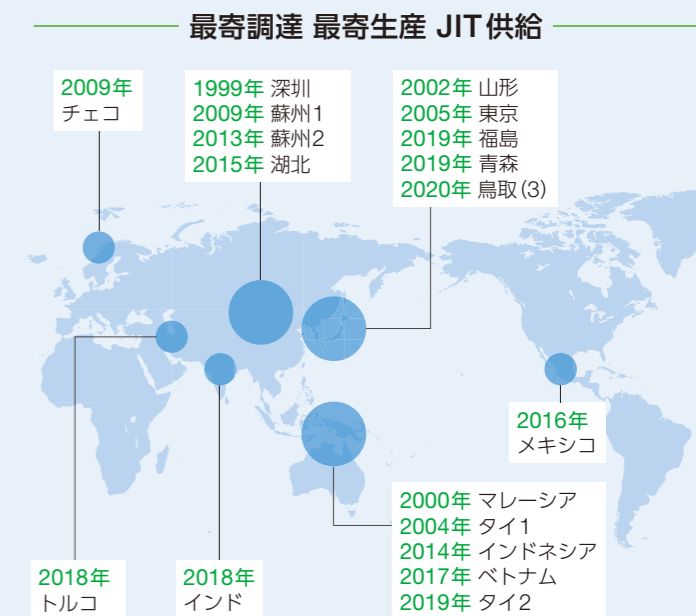 最寄調達 最寄生産 JIT供給
2009年
チェコ
1999年 深圳
2009年 蘇州1
2013年 蘇州2
2015年 湖北
2002年 山形
2005年 東京
2019年 福島
2019年 青森
2020年 鳥取(3)
2016年
メキシコ
2000年 マレーシア
2004年 タイ1
2014年 インドネシア
2017年 ベトナム
2019年 タイ2
2018年
トルコ
2018年
インド